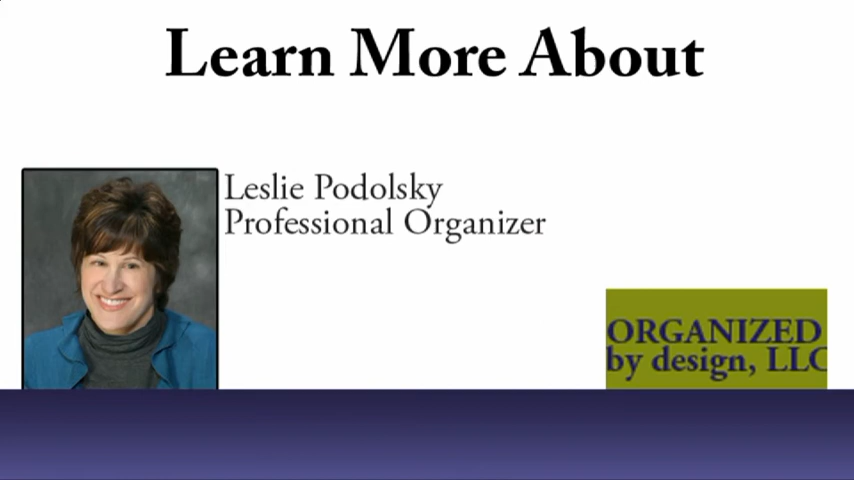 Learn More About
Leslie Podolsky
Professional Organizer
ORGANIZED
by design, LLC